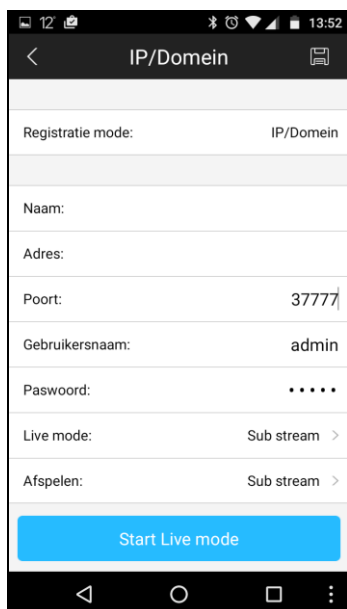 12° 13:52
IP/Domein
Registratie mode: IP/Domein
Naam:
Adres:
Poort: 37777
Gebruikersnaam: admin
Paswoord: •••••
Live mode: Sub stream >
Afspelen: Sub stream >
Start Live mode